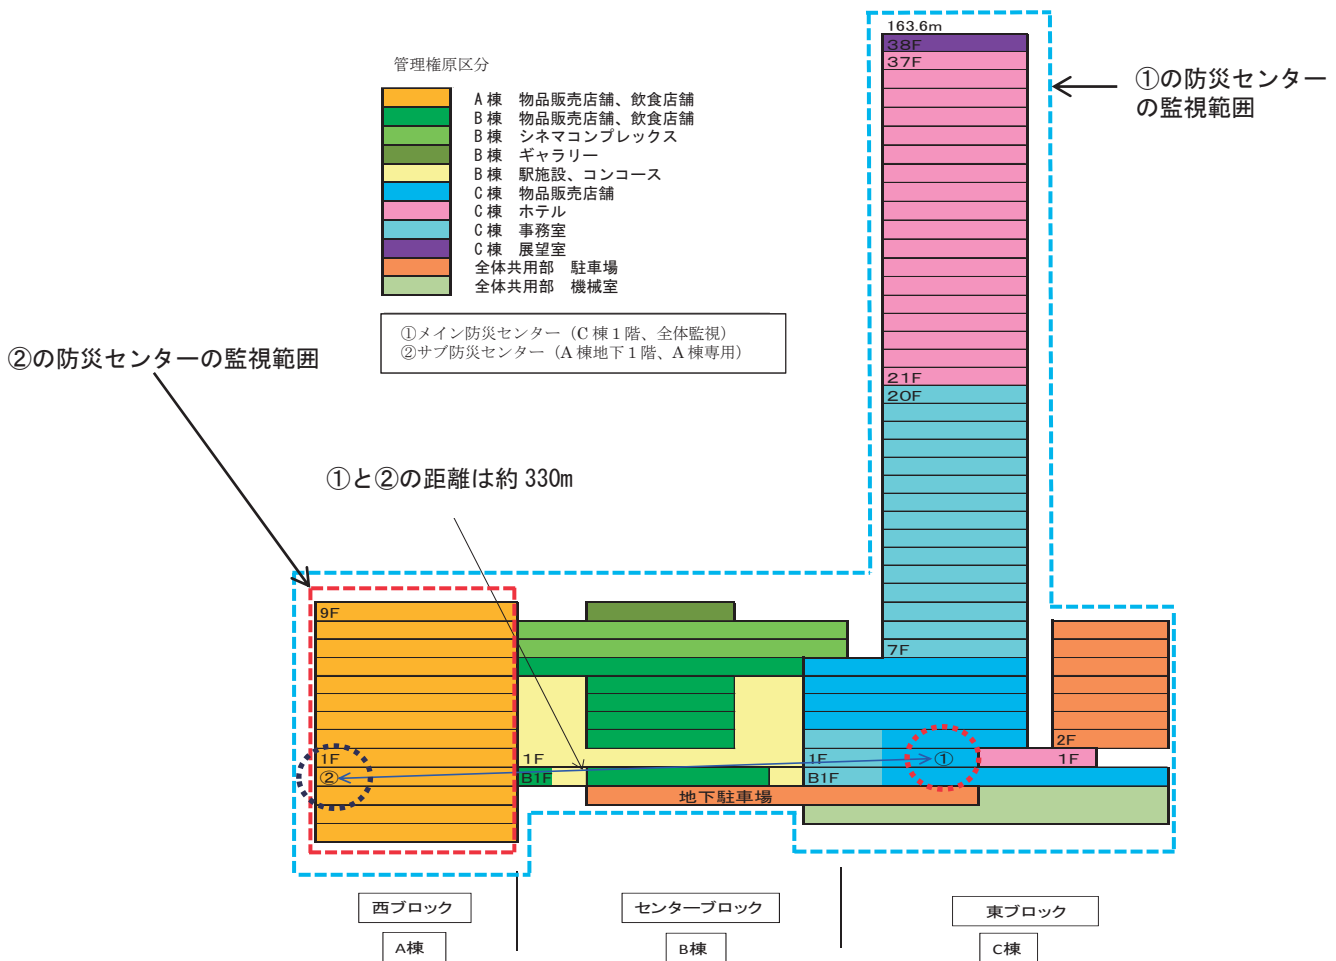 163.6m
38F
37F
管理権原区分
①の防災センター
の監視範囲
A棟 物品販売店舗、飲食店舗
B棟 物品販売店舗、飲食店舗
B棟 シネマコンプレックス
B棟 ギャラリー
B棟 駅施設、コンコース
C棟 物品販売店舗
C棟 ホテル
C棟 事務室
C棟 展望室
全体共用部 駐車場
全体共用部 機械室
①メイン防災センター（C棟1階、全体監視）
②サブ防災センター（A棟地下1階、A棟専用）
②の防災センターの監視範囲
21F
20F
①と②の距離は約330m
9F
7F
2F
1F
1F
1F
①
1F
②
B1F
B1F
地下駐車場
西ブロック
センターブロック
東ブロック
A棟
B棟
C棟